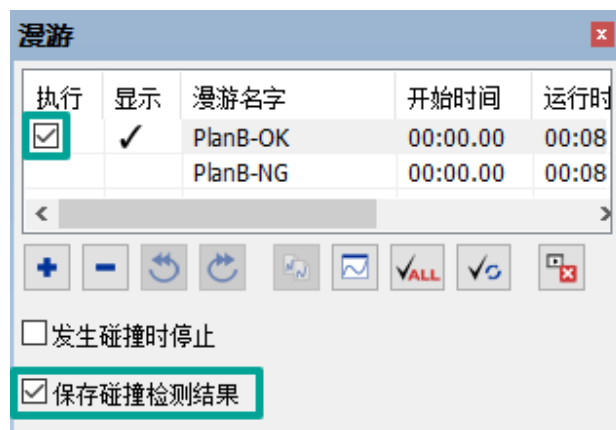 漫游
执行 显示 漫游名字 开始时间 运行时
PlanB-OK 00:00.00 00:08
PlanB-NG 00:00.00 00:08
ALL
发生碰撞时停止
保存碰撞检测结果